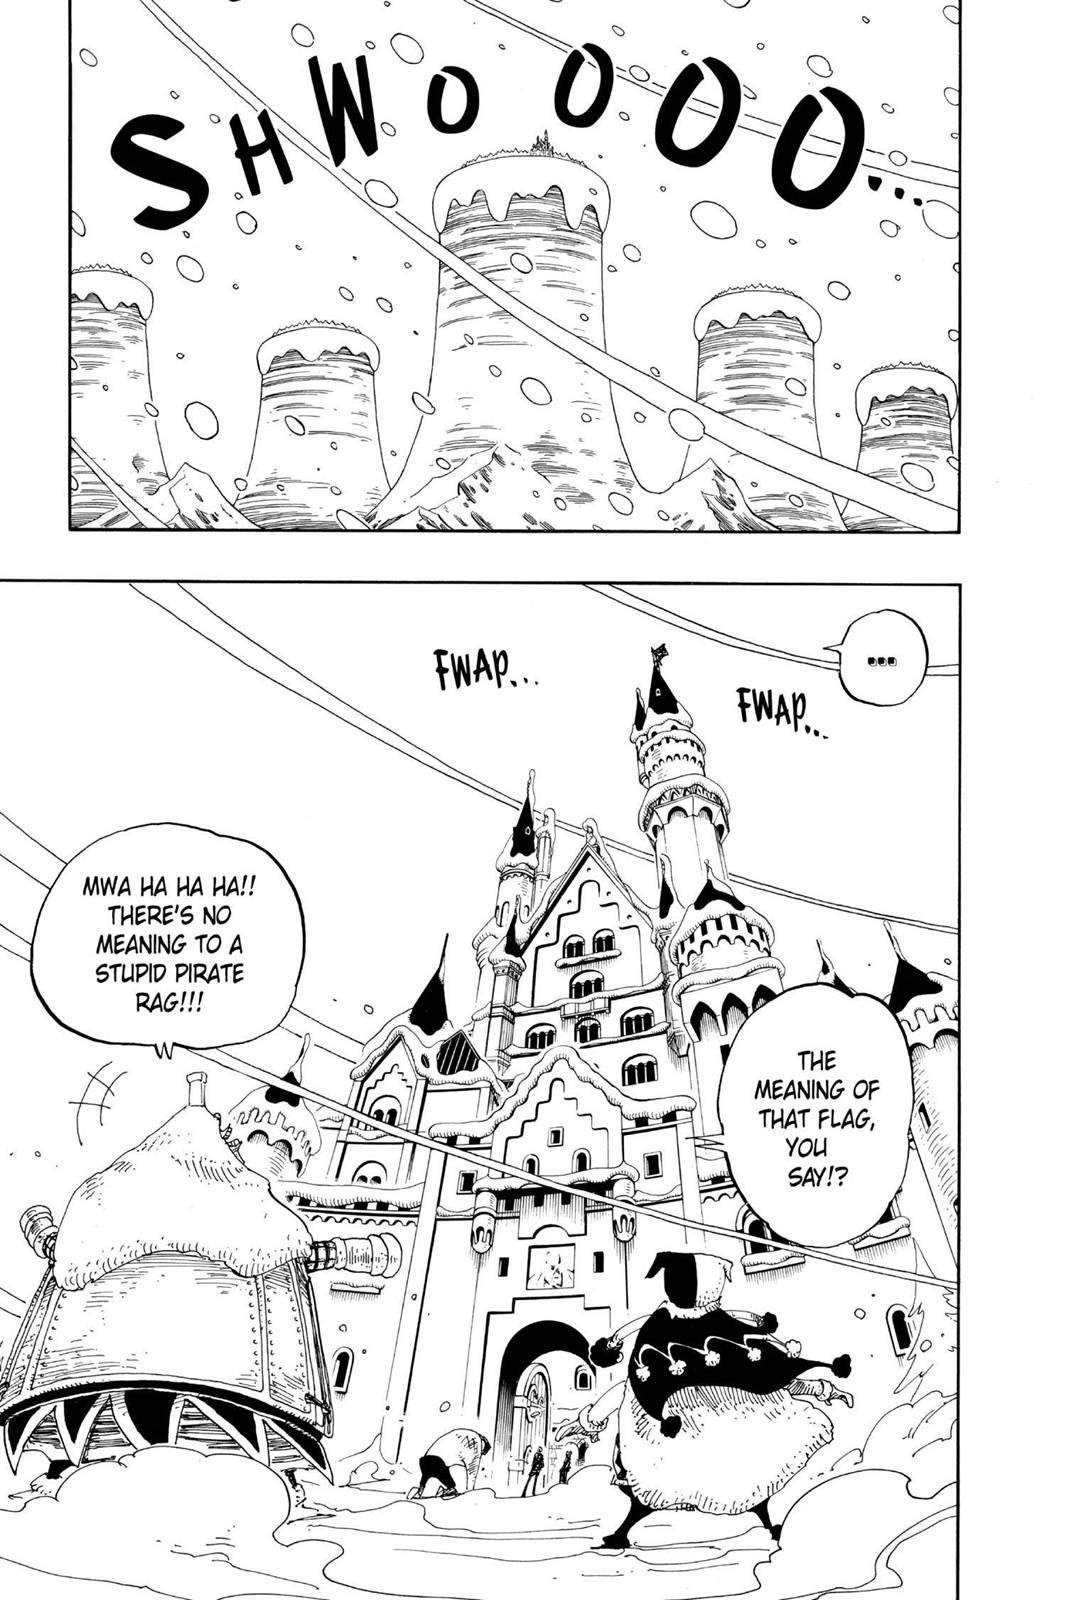 SHWOOOO...
...
FWAP...
FWAP...
THE
MEANING OF
THAT FLAG,
YOU
SAY!?
MWA HA HA HA!!
THERE'S NO
MEANING TO A
STUPID PIRATE
RAG!!!